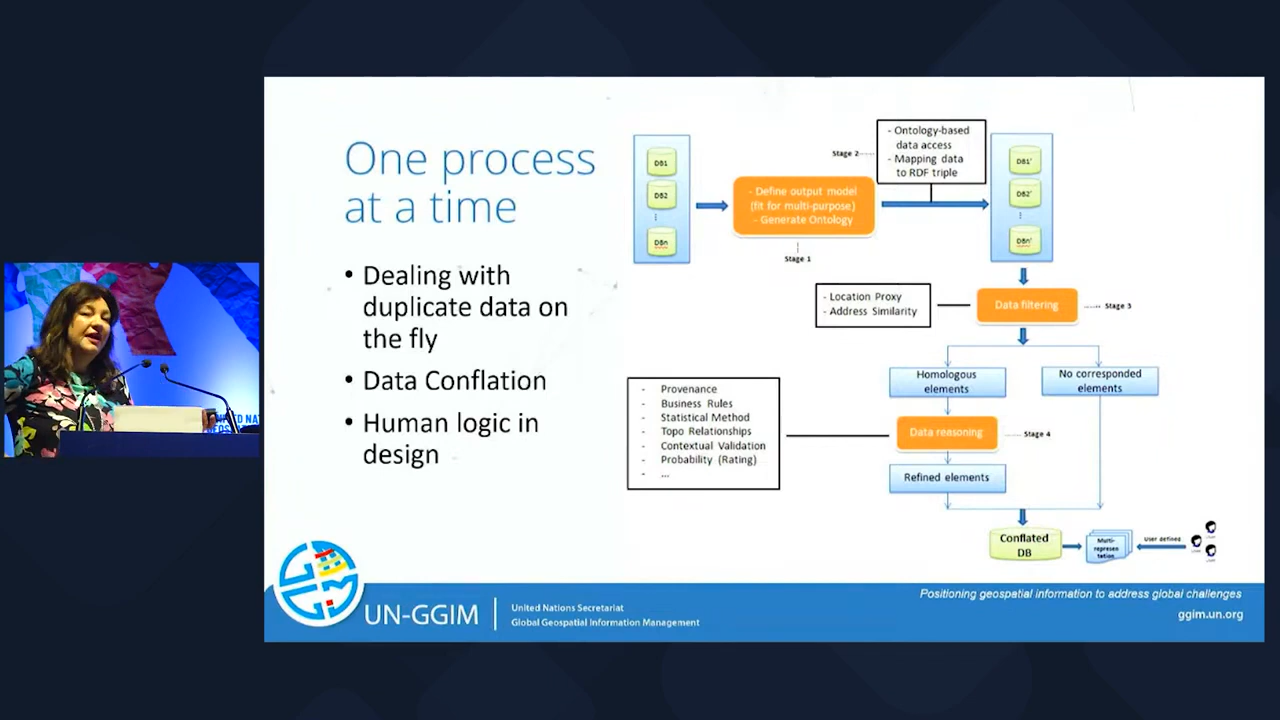 One process
at a time
• Dealing with
duplicate data on
the fly
• Data Conflation
• Human logic in
design
DB1
DB2
⋮
DBn
- Define output model
(fit for multi-purpose)
- Generate Ontology
Stage 1
Stage 2
- Ontology-based
data access
- Mapping data
to RDF triple
DB1'
DB2'
⋮
DBn'
- Location Proxy
- Address Similarity
Data filtering
Stage 3
Homologous
elements
No corresponded
elements
- Provenance
- Business Rules
- Statistical Method
- Topo Relationships
- Contextual Validation
- Probability (Rating)
- ...
Data reasoning
Stage 4
Refined elements
Conflated
DB
Multi-
represen
tation
User defined
UN-GGIM
United Nations Secretariat
Global Geospatial Information Management
Positioning geospatial information to address global challenges
ggim.un.org